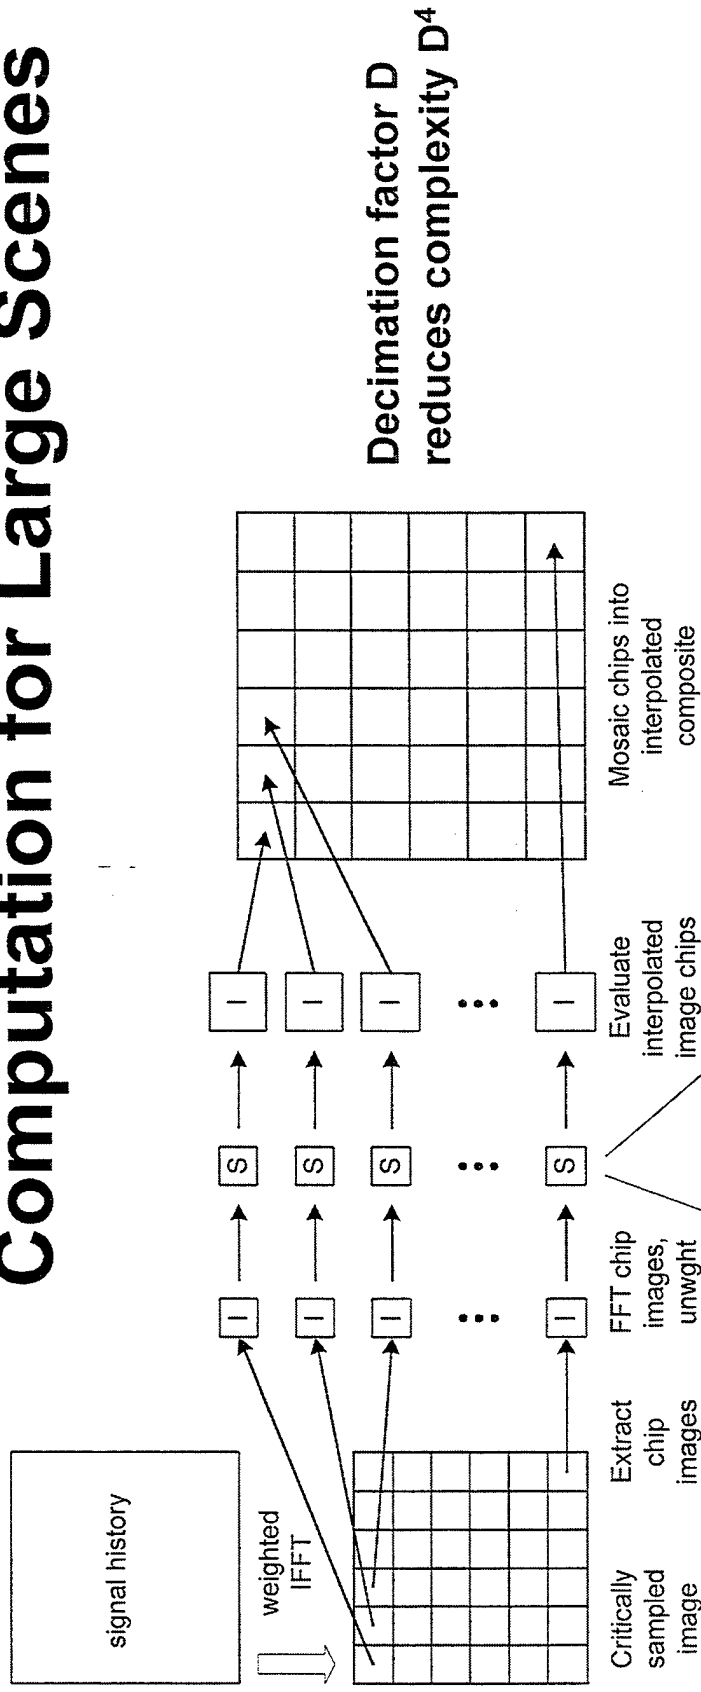 Computation for Large Scenes
signal history
weighted
IFFT
Critically
sampled
image
Extract
chip
images
I
I
I
•••
I
FFT chip
images,
unwght
S
S
S
•••
S
I
I
I
•••
I
Evaluate
interpolated
image chips
Mosaic chips into
interpolated
composite
Decimation factor D
reduces complexity D⁴